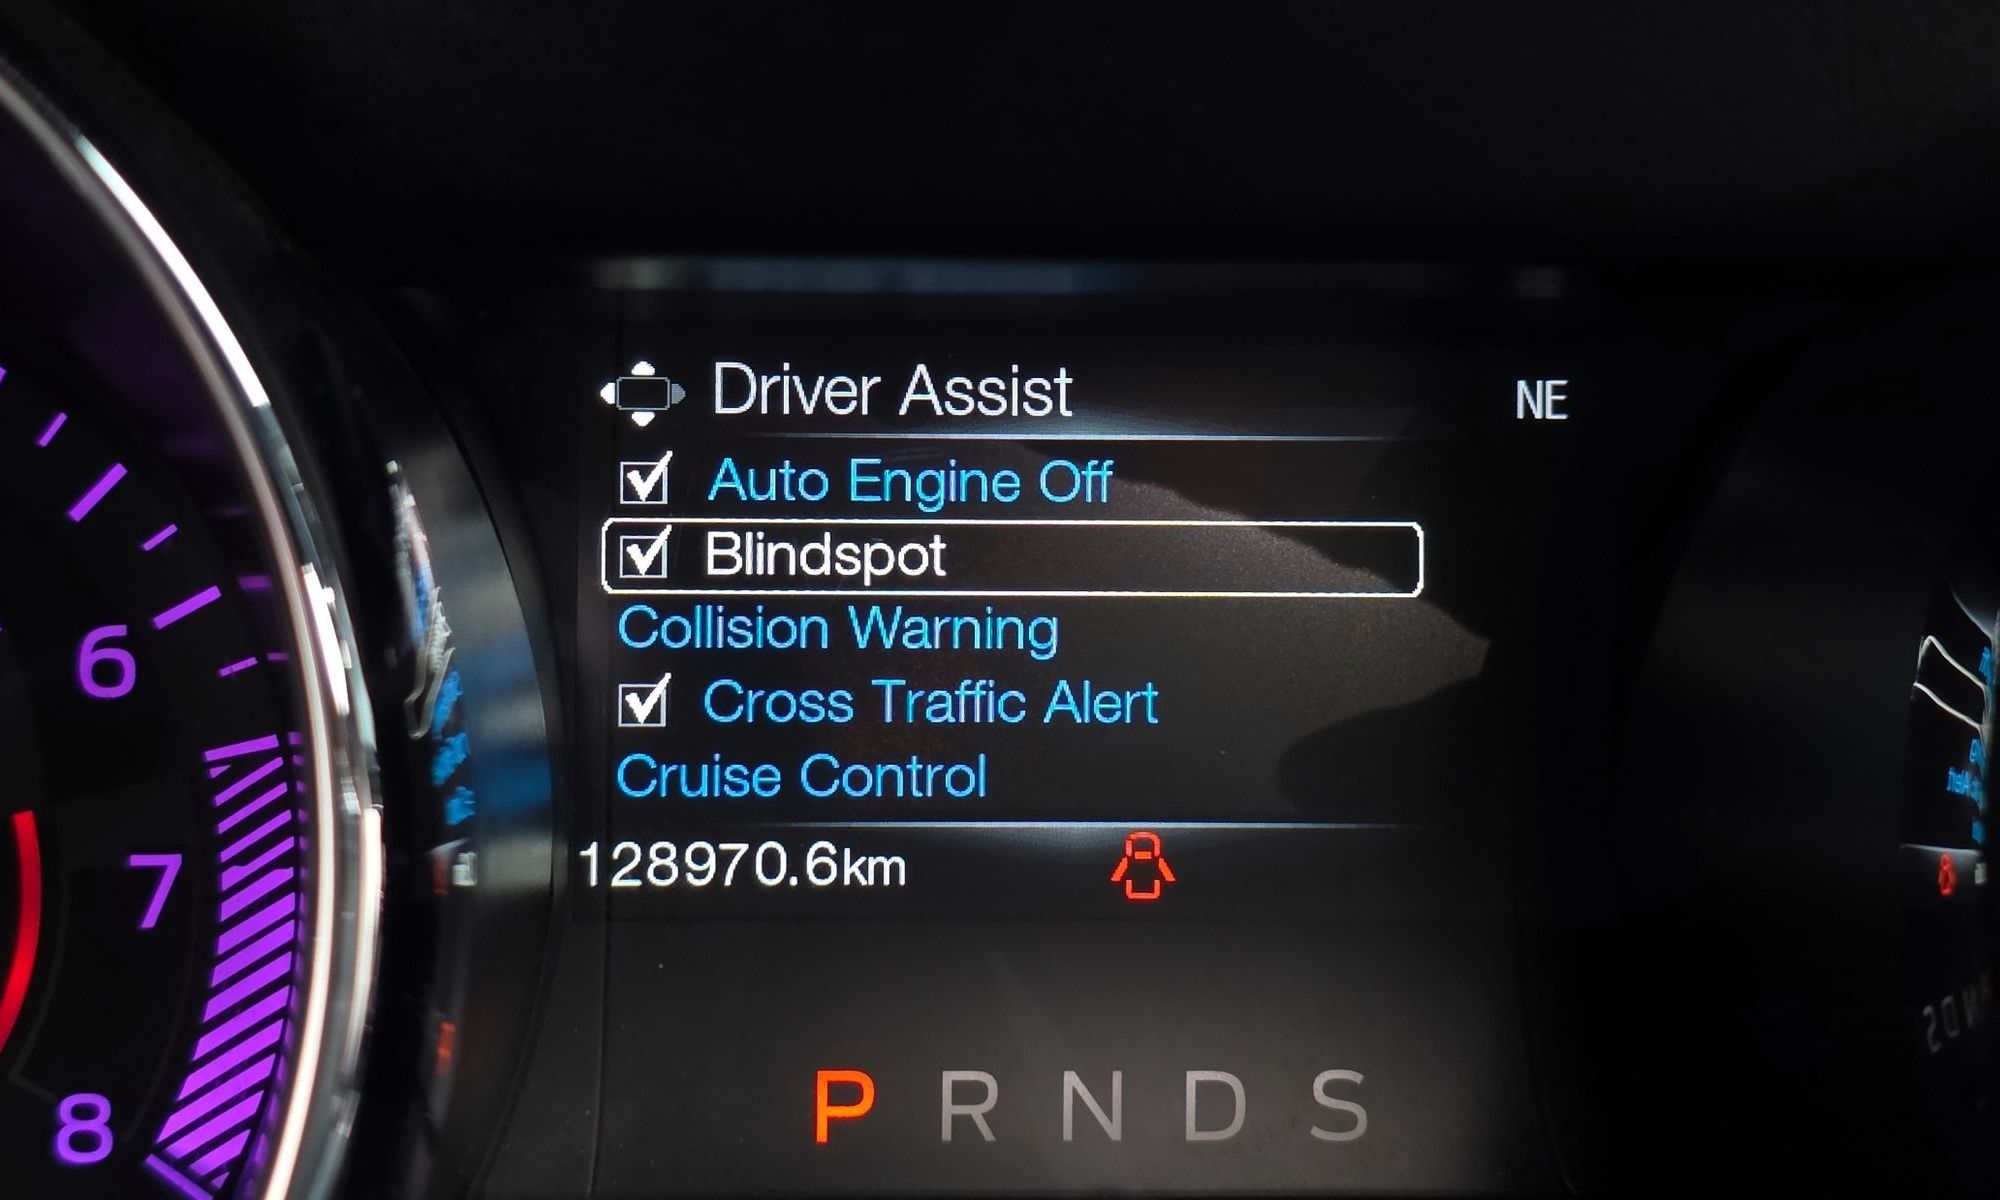 Driver Assist NE
Auto Engine Off
Blindspot
Collision Warning
Cross Traffic Alert
Cruise Control
128970.6km
P R N D S
6
7
8